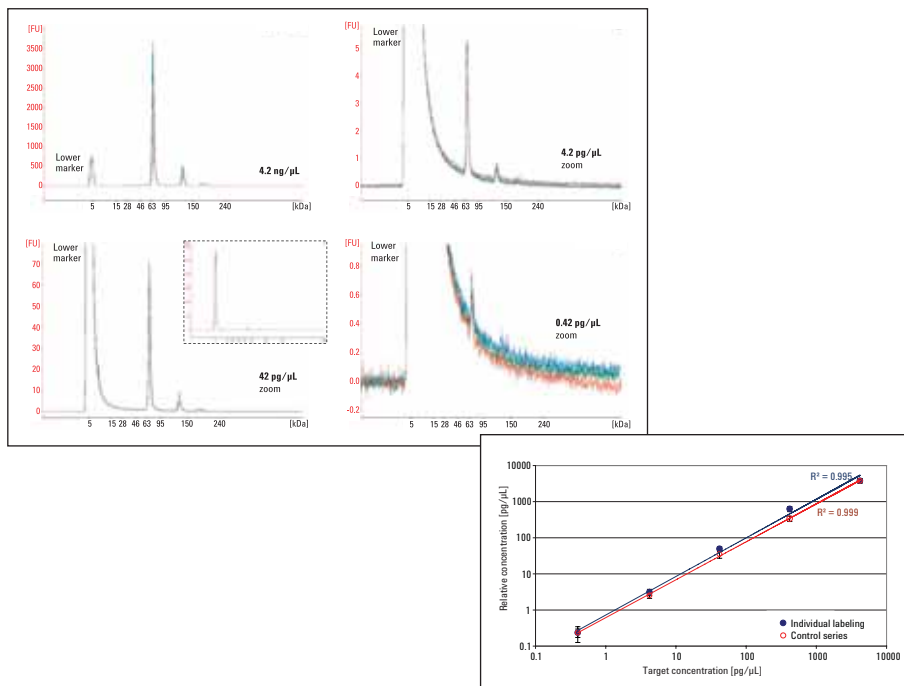 [FU]
3500
3000
2500
2000
1500
1000
500
0
Lower
marker
4.2 ng/µL
5 15 28 46 63 95 150 240 [kDa]
[FU]
Lower
marker
5
4
3
2
1
0
4.2 pg/µL
zoom
5 15 28 46 63 95 150 240 [kDa]
[FU]
Lower
marker
70
60
50
40
30
20
10
0
42 pg/µL
zoom
5 15 28 46 63 95 150 240 [kDa]
[FU]
Lower
marker
0.8
0.6
0.4
0.2
0.0
-0.2
0.42 pg/µL
zoom
5 15 28 46 63 95 150 240 [kDa]
Relative concentration [pg/µL]
10000
1000
100
10
1
0.1
R² = 0.995
R² = 0.999
Individual labeling
Control series
0.1 1 10 100 1000 10000
Target concentration [pg/µL]